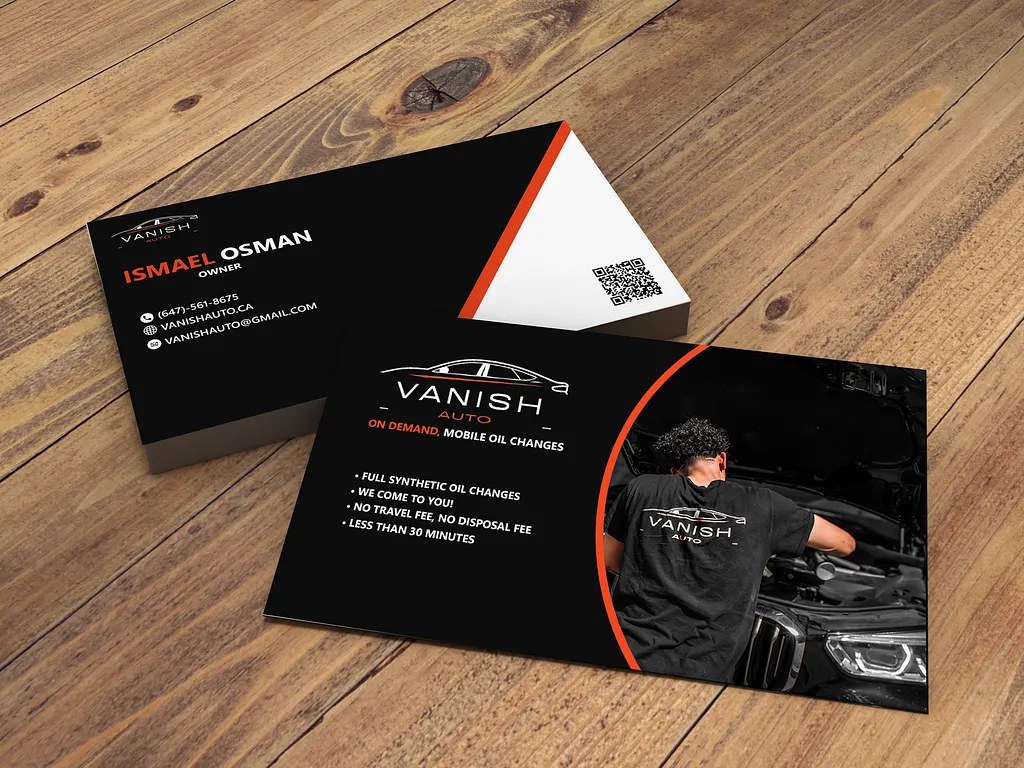 VANISH
AUTO
ISMAEL OSMAN
OWNER
(647)-561-8675
VANISHAUTO.CA
VANISHAUTO@GMAIL.COM
VANISH
AUTO
ON DEMAND, MOBILE OIL CHANGES
• FULL SYNTHETIC OIL CHANGES
• WE COME TO YOU!
• NO TRAVEL FEE, NO DISPOSAL FEE
• LESS THAN 30 MINUTES
VANISH
AUTO